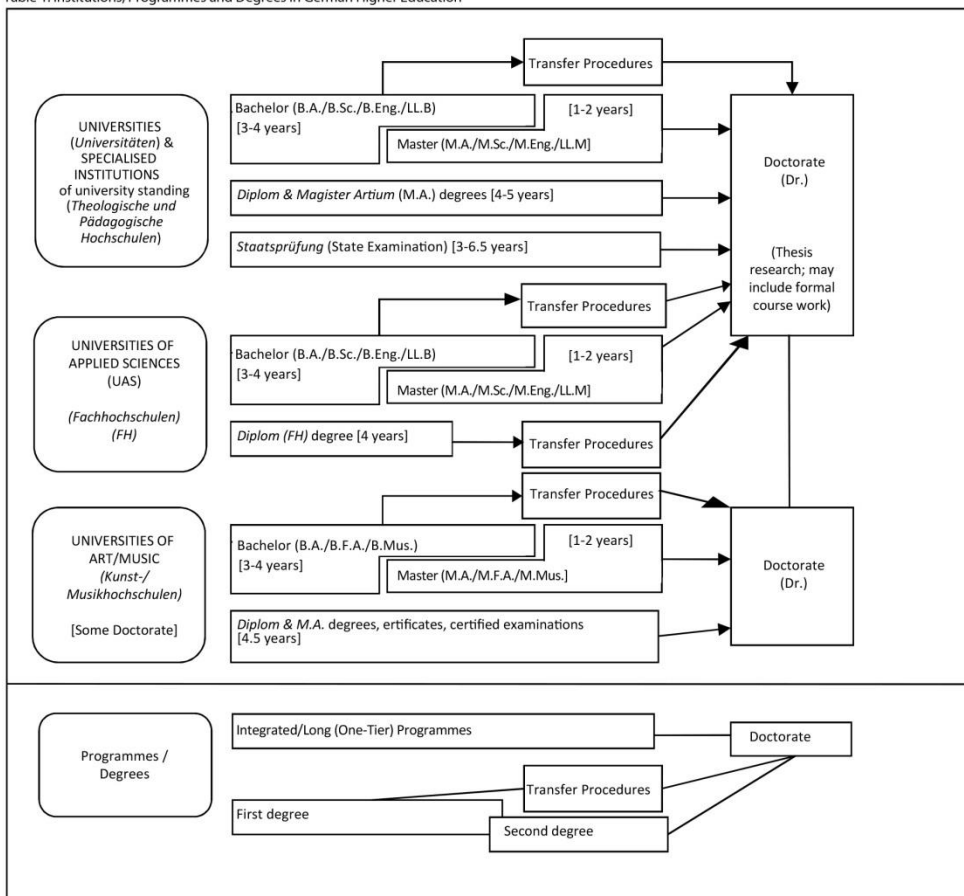 Table 1: Institutions, Programmes and Degrees in German Higher Education
UNIVERSITIES
(Universitäten) &
SPECIALISED
INSTITUTIONS
of university standing
(Theologische und
Pädagogische
Hochschulen)
Transfer Procedures
Bachelor (B.A./B.Sc./B.Eng./LL.B)
[3-4 years]
[1-2 years]
Master (M.A./M.Sc./M.Eng./LL.M]
Diplom & Magister Artium (M.A.) degrees [4-5 years]
Staatsprüfung (State Examination) [3-6.5 years]
Doctorate
(Dr.)
(Thesis
research; may
include formal
course work)
UNIVERSITIES OF
APPLIED SCIENCES
(UAS)
(Fachhochschulen)
(FH)
Transfer Procedures
Bachelor (B.A./B.Sc./B.Eng./LL.B)
[3-4 years]
[1-2 years]
Master (M.A./M.Sc./M.Eng./LL.M]
Diplom (FH) degree [4 years]
Transfer Procedures
UNIVERSITIES OF
ART/MUSIC
(Kunst-/
Musikhochschulen)
[Some Doctorate]
Transfer Procedures
Bachelor (B.A./B.F.A./B.Mus.)
[3-4 years]
[1-2 years]
Master (M.A./M.F.A./M.Mus.]
Diplom & M.A. degrees, ertificates, certified examinations
[4.5 years]
Doctorate
(Dr.)
Programmes /
Degrees
Integrated/Long (One-Tier) Programmes
Doctorate
Transfer Procedures
First degree
Second degree